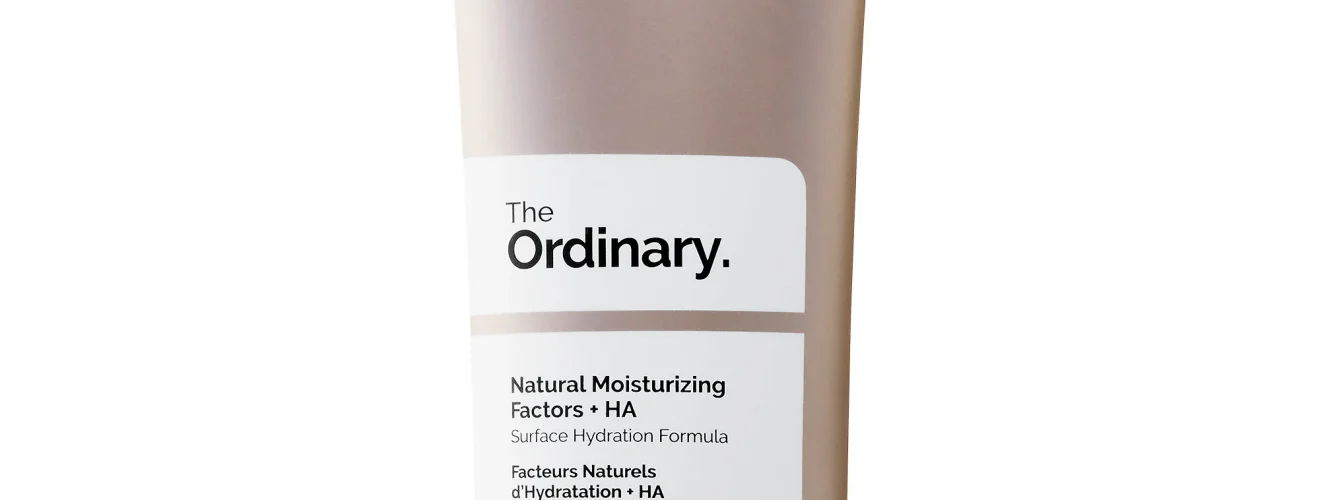 The
Ordinary.
Natural Moisturizing
Factors + HA
Surface Hydration Formula
Facteurs Naturels
d'Hydratation + HA